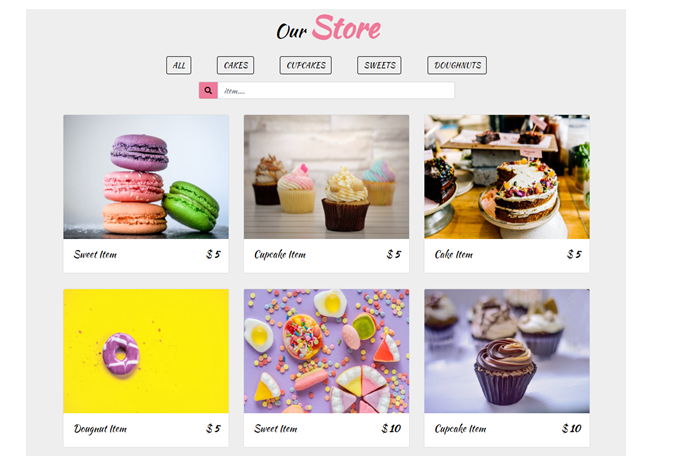 Our Store
ALL CAKES CUPCAKES SWEETS DOUGHNUTS
item....
Sweet Item $ 5 Cupcake Item $ 5 Cake Item $ 5
Dougnut Item $ 5 Sweet Item $ 10 Cupcake Item $ 10